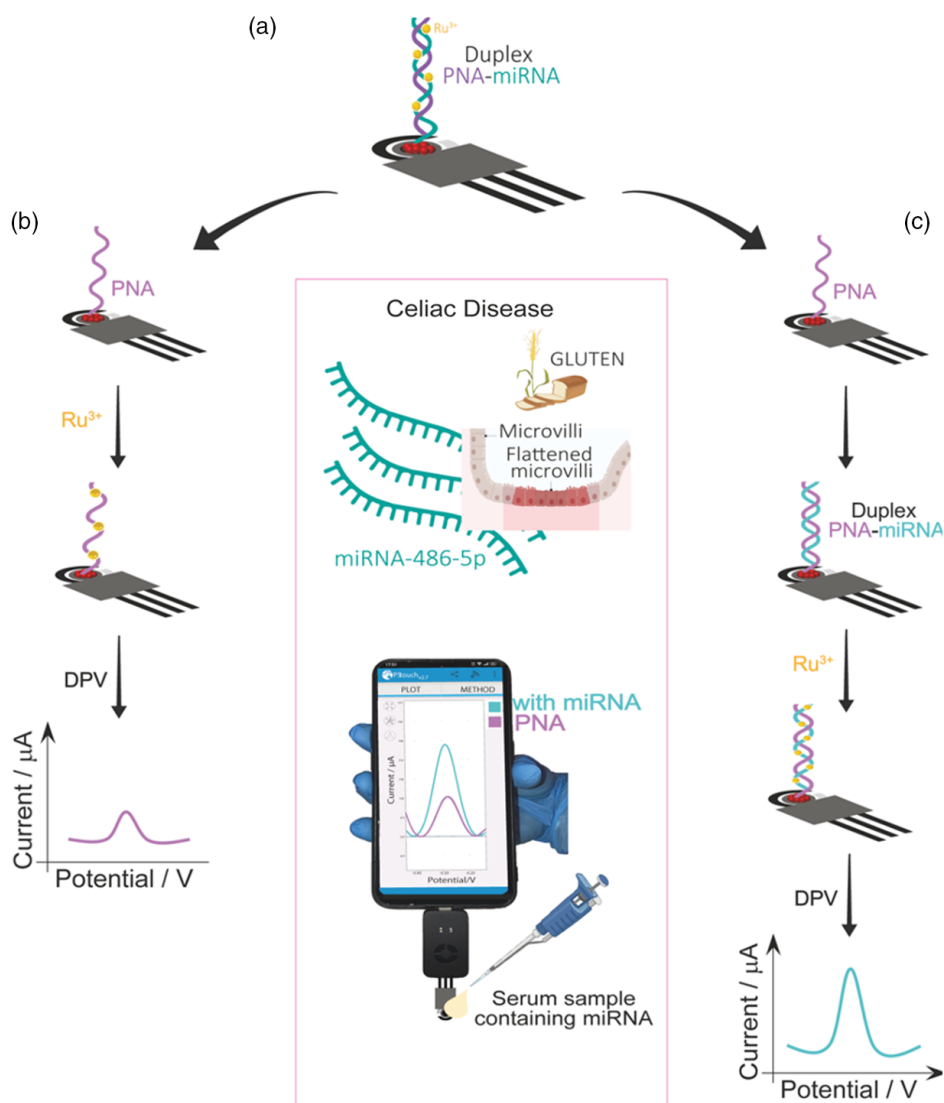 (a)
Ru³⁺
Duplex
PNA-miRNA
(b)
PNA
Ru³⁺
DPV
Current / μA
Potential / V
Celiac Disease
GLUTEN
Microvilli
Flattened
microvilli
miRNA-486-5p
PLOT
METHOD
with miRNA
PNA
Current / μA
Potential/V
Serum sample
containing miRNA
(c)
PNA
Duplex
PNA-miRNA
Ru³⁺
DPV
Current / μA
Potential / V